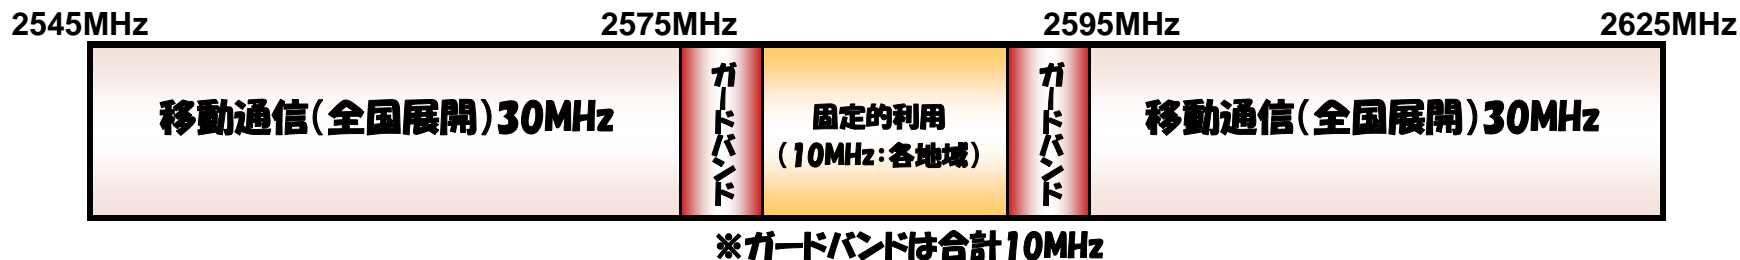 2545MHz
2575MHz
2595MHz
2625MHz
移動通信(全国展開)30MHz
ガードバンド
固定的利用
(10MHz:各地域)
ガードバンド
移動通信(全国展開)30MHz
※ガードバンドは合計10MHz